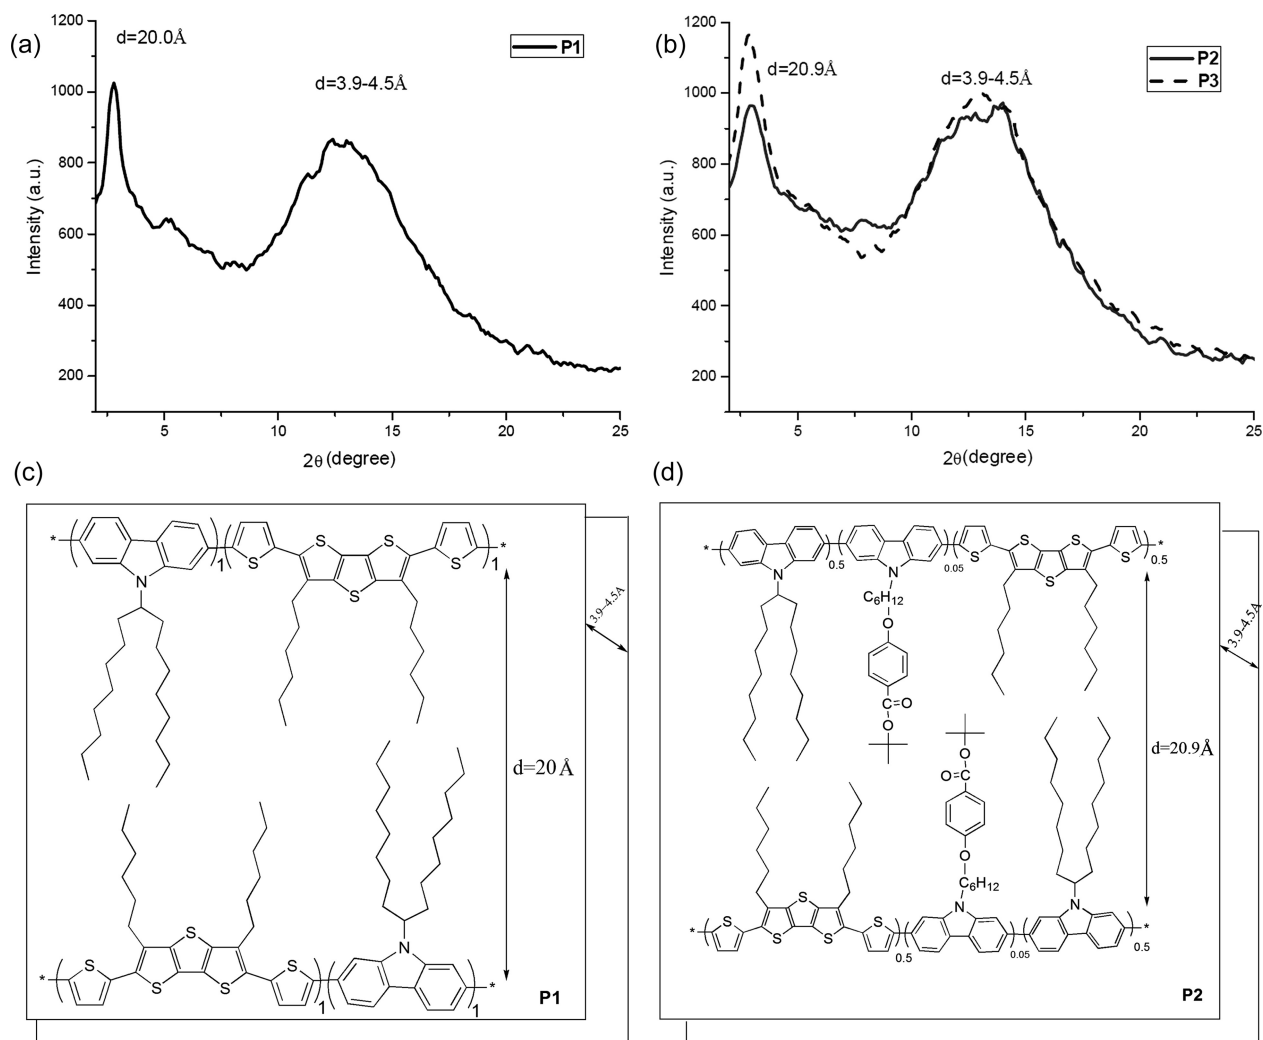 (a)
d=20.0Å
P1
d=3.9-4.5Å
1200
1000
800
600
400
200
Intensity (a.u.)
5
10
15
20
25
2θ (degree)
(b)
d=20.9Å
d=3.9-4.5Å
P2
P3
1200
1000
800
600
400
200
Intensity (a.u.)
5
10
15
20
25
2θ(degree)
(c)
*
1
S
S
S
S
S
1
*
N
3.9–4.5A
d=20 Å
S
S
S
S
S
1
N
1
*
*
P1
(d)
*
0.5
0.05
S
S
S
S
S
0.5
*
N
N
C6H12
O
C=O
O
3.9-4.5A
d=20.9Å
O
O=C
O
C6H12
N
N
*
S
S
S
S
S
0.5
0.05
0.5
*
P2